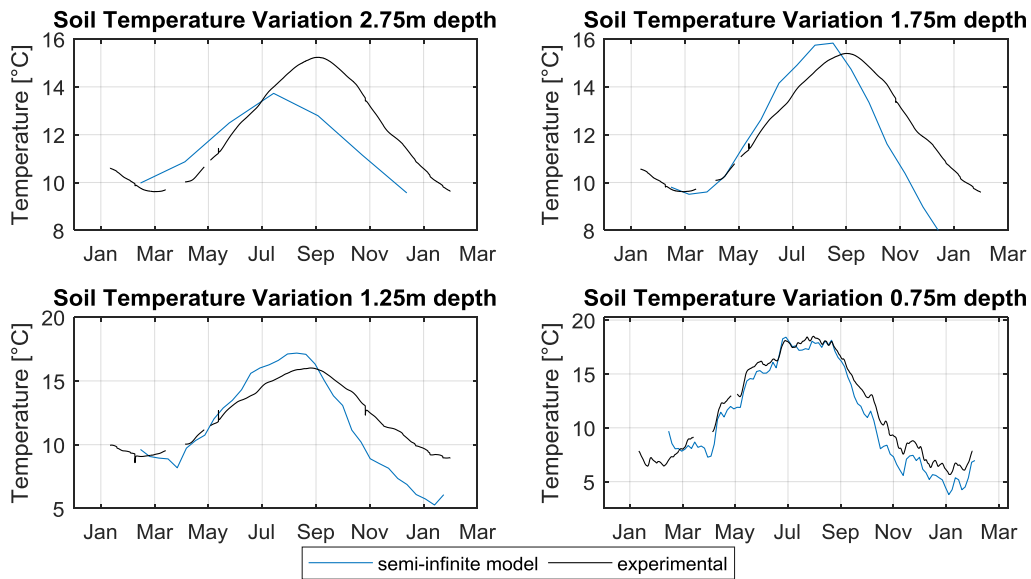 Soil Temperature Variation 2.75m depth
Temperature [°C]
16
14
12
10
8
Jan Mar May Jul Sep Nov Jan Mar
Soil Temperature Variation 1.75m depth
Temperature [°C]
16
14
12
10
8
Jan Mar May Jul Sep Nov Jan Mar
Soil Temperature Variation 1.25m depth
Temperature [°C]
20
15
10
5
Jan Mar May Jul Sep Nov Jan Mar
Soil Temperature Variation 0.75m depth
Temperature [°C]
20
15
10
5
Jan Mar May Jul Sep Nov Jan Mar
semi-infinite model experimental